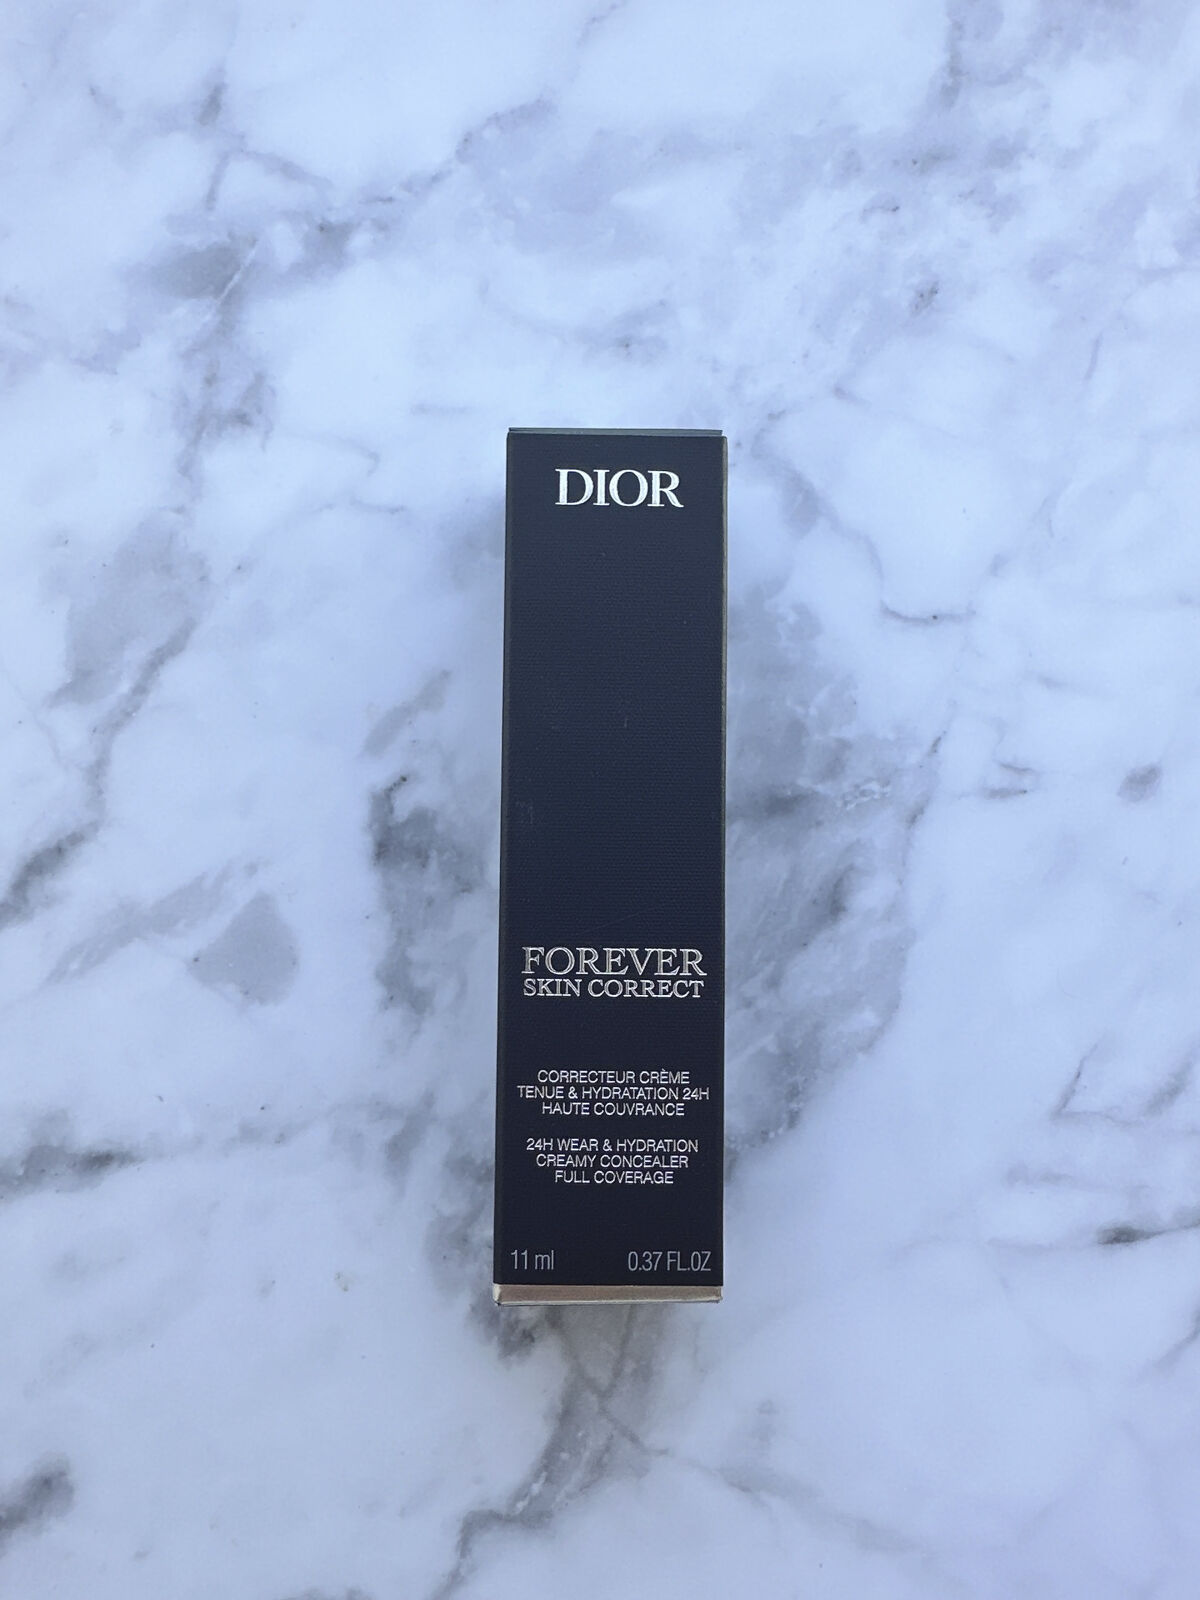 DIOR
FOREVER
SKIN CORRECT
CORRECTEUR CRÈME
TENUE & HYDRATATION 24H
HAUTE COUVRANCE
24H WEAR & HYDRATION
CREAMY CONCEALER
FULL COVERAGE
11 ml 0.37 FL.OZ